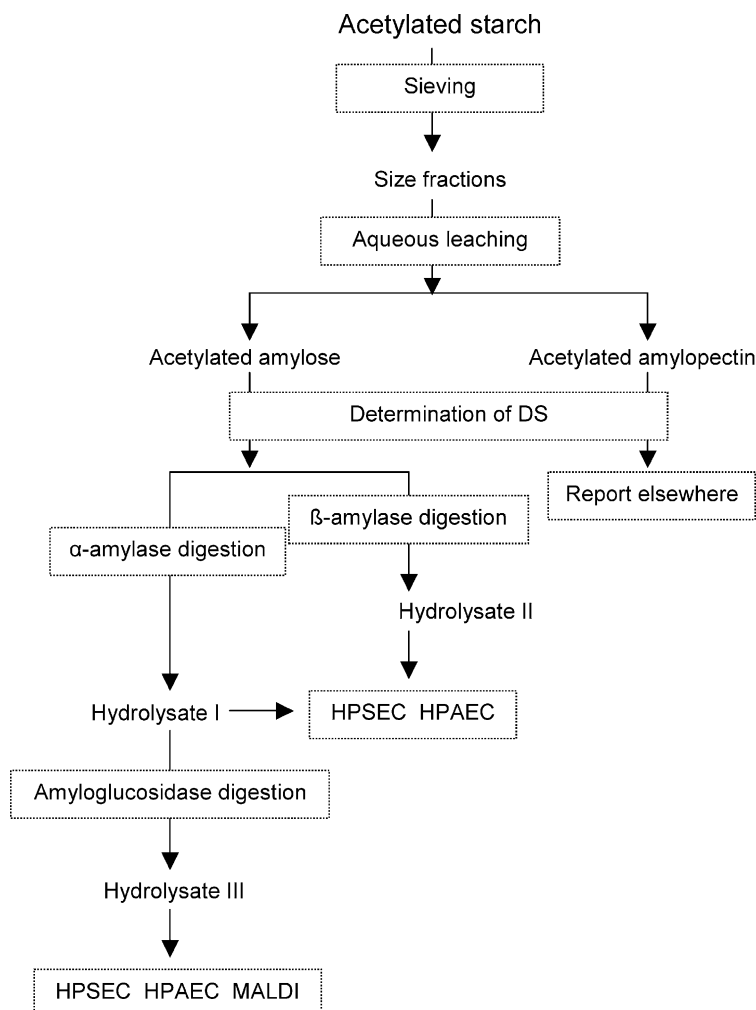 Acetylated starch
Sieving
Size fractions
Aqueous leaching
Acetylated amylose
Acetylated amylopectin
Determination of DS
Report elsewhere
ß-amylase digestion
α-amylase digestion
Hydrolysate II
Hydrolysate I
HPSEC HPAEC
Amyloglucosidase digestion
Hydrolysate III
HPSEC HPAEC MALDI